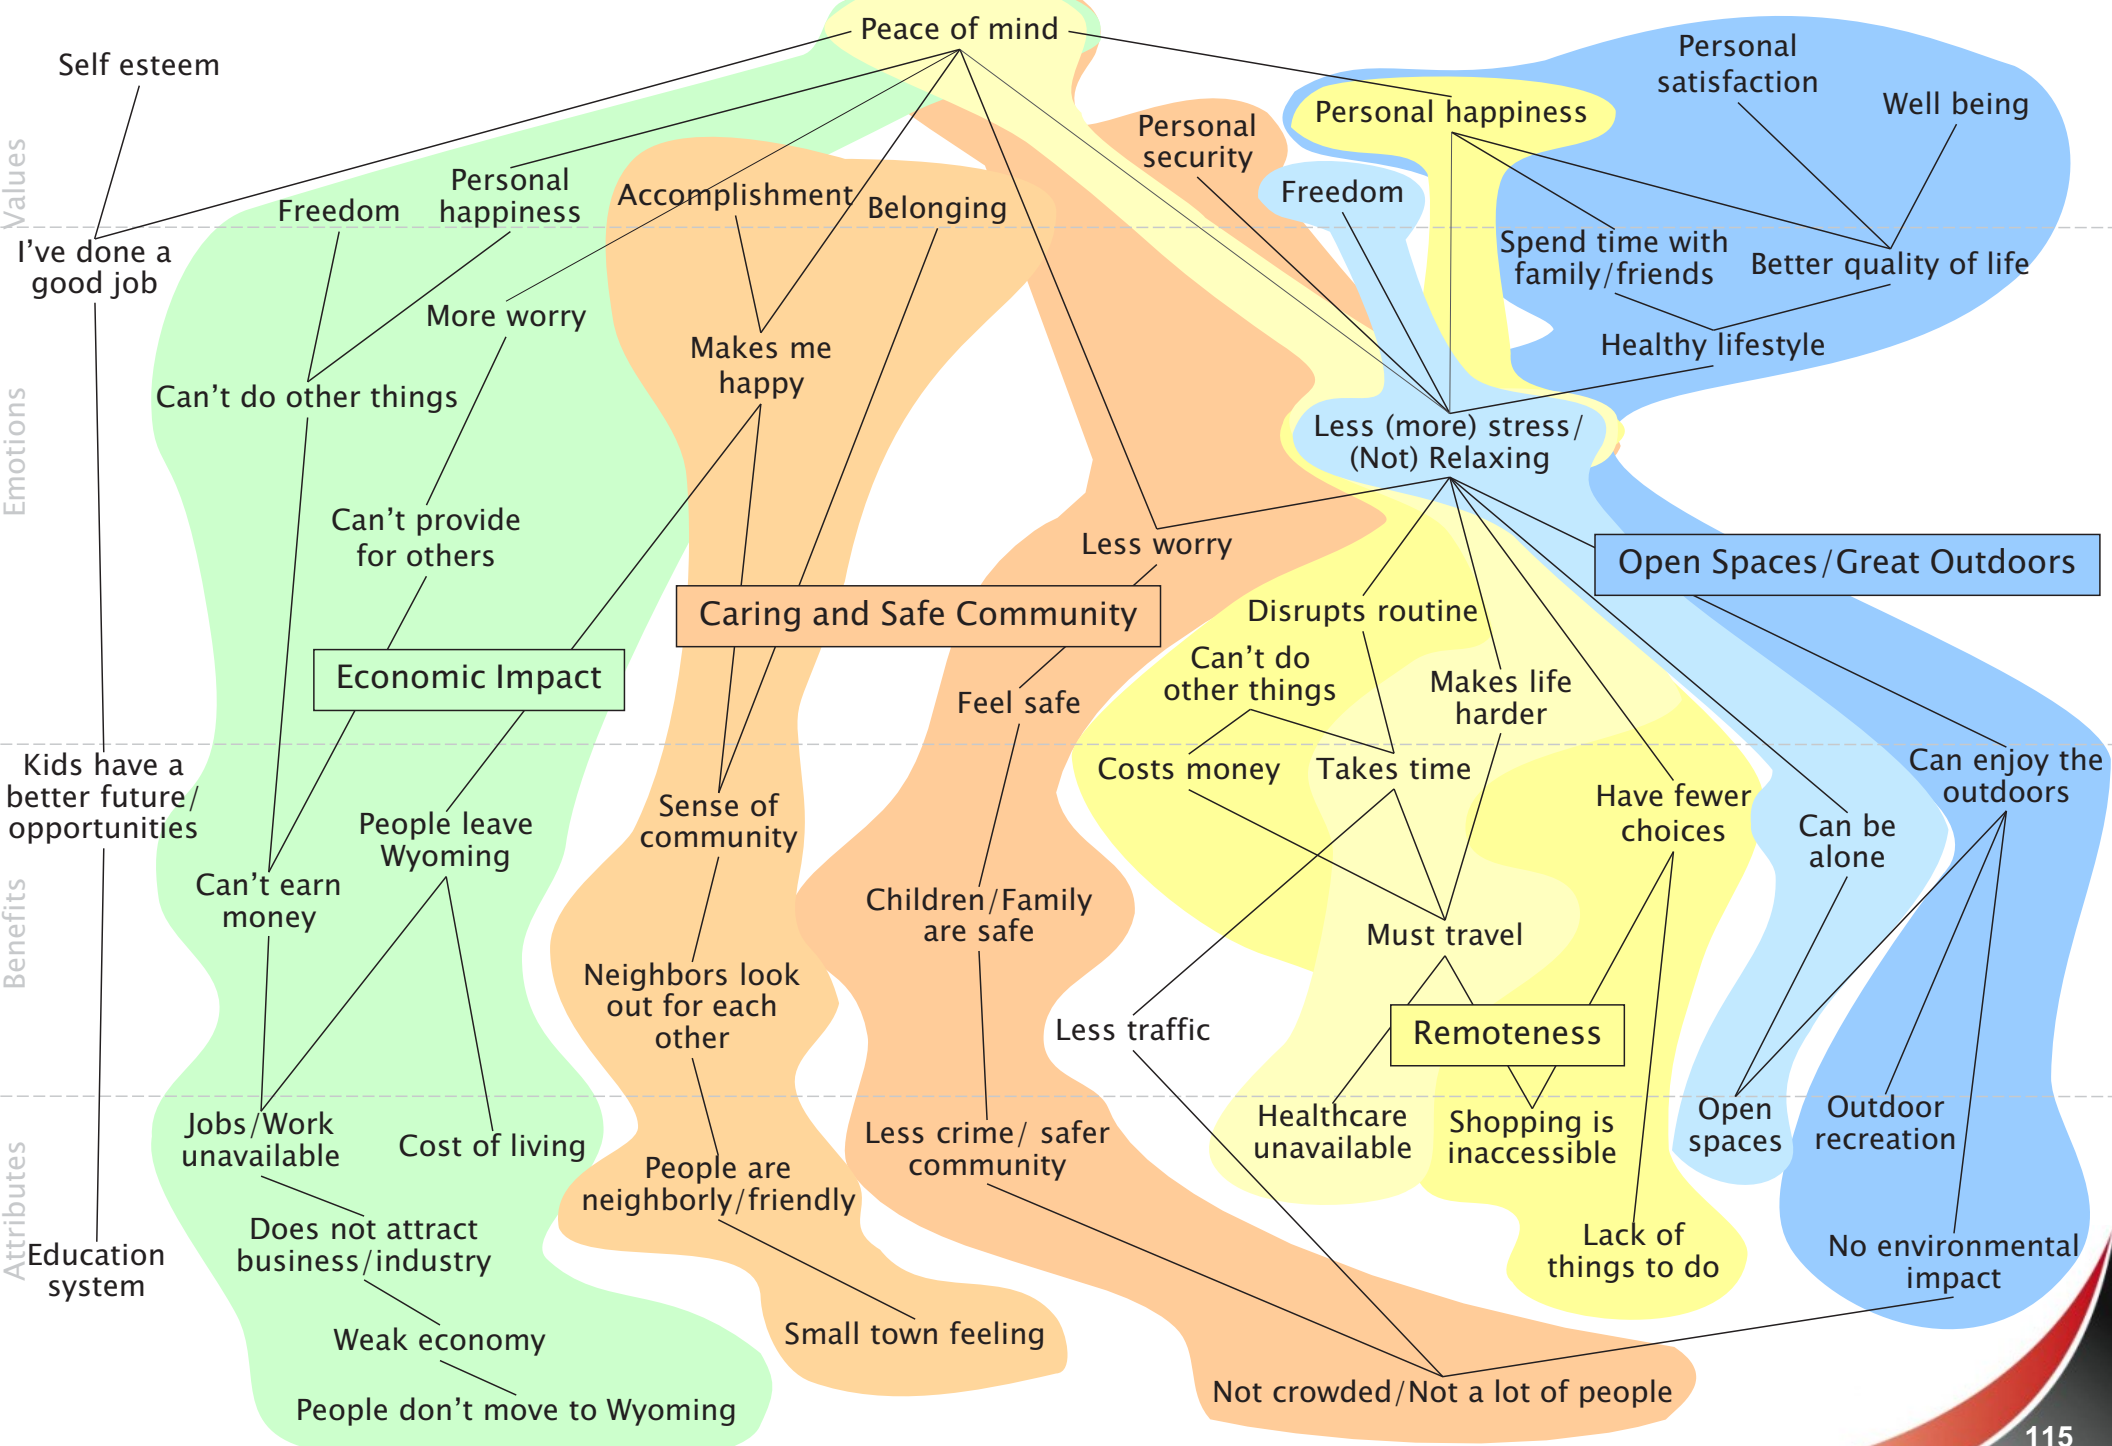 Peace of mind
Self esteem
Personal
satisfaction
Well being
Personal happiness
Personal
security
Values
Freedom
Personal
happiness
Accomplishment
Belonging
Freedom
I've done a
good job
Spend time with
family/friends
Better quality of life
More worry
Makes me
happy
Healthy lifestyle
Can't do other things
Less (more) stress/
(Not) Relaxing
Emotions
Can't provide
for others
Less worry
Open Spaces/Great Outdoors
Caring and Safe Community
Disrupts routine
Economic Impact
Can't do
other things
Makes life
harder
Feel safe
Kids have a
better future/
opportunities
Costs money
Takes time
Can enjoy the
outdoors
Have fewer
choices
Sense of
community
People leave
Wyoming
Can be
alone
Can't earn
money
Children/Family
are safe
Benefits
Must travel
Neighbors look
out for each
other
Less traffic
Remoteness
Jobs/Work
unavailable
Cost of living
Less crime/ safer
community
Healthcare
unavailable
Shopping is
inaccessible
Open
spaces
Outdoor
recreation
People are
neighborly/friendly
Attributes
Does not attract
business/industry
Education
system
Lack of
things to do
No environmental
impact
Weak economy
Small town feeling
Not crowded/Not a lot of people
People don't move to Wyoming
115